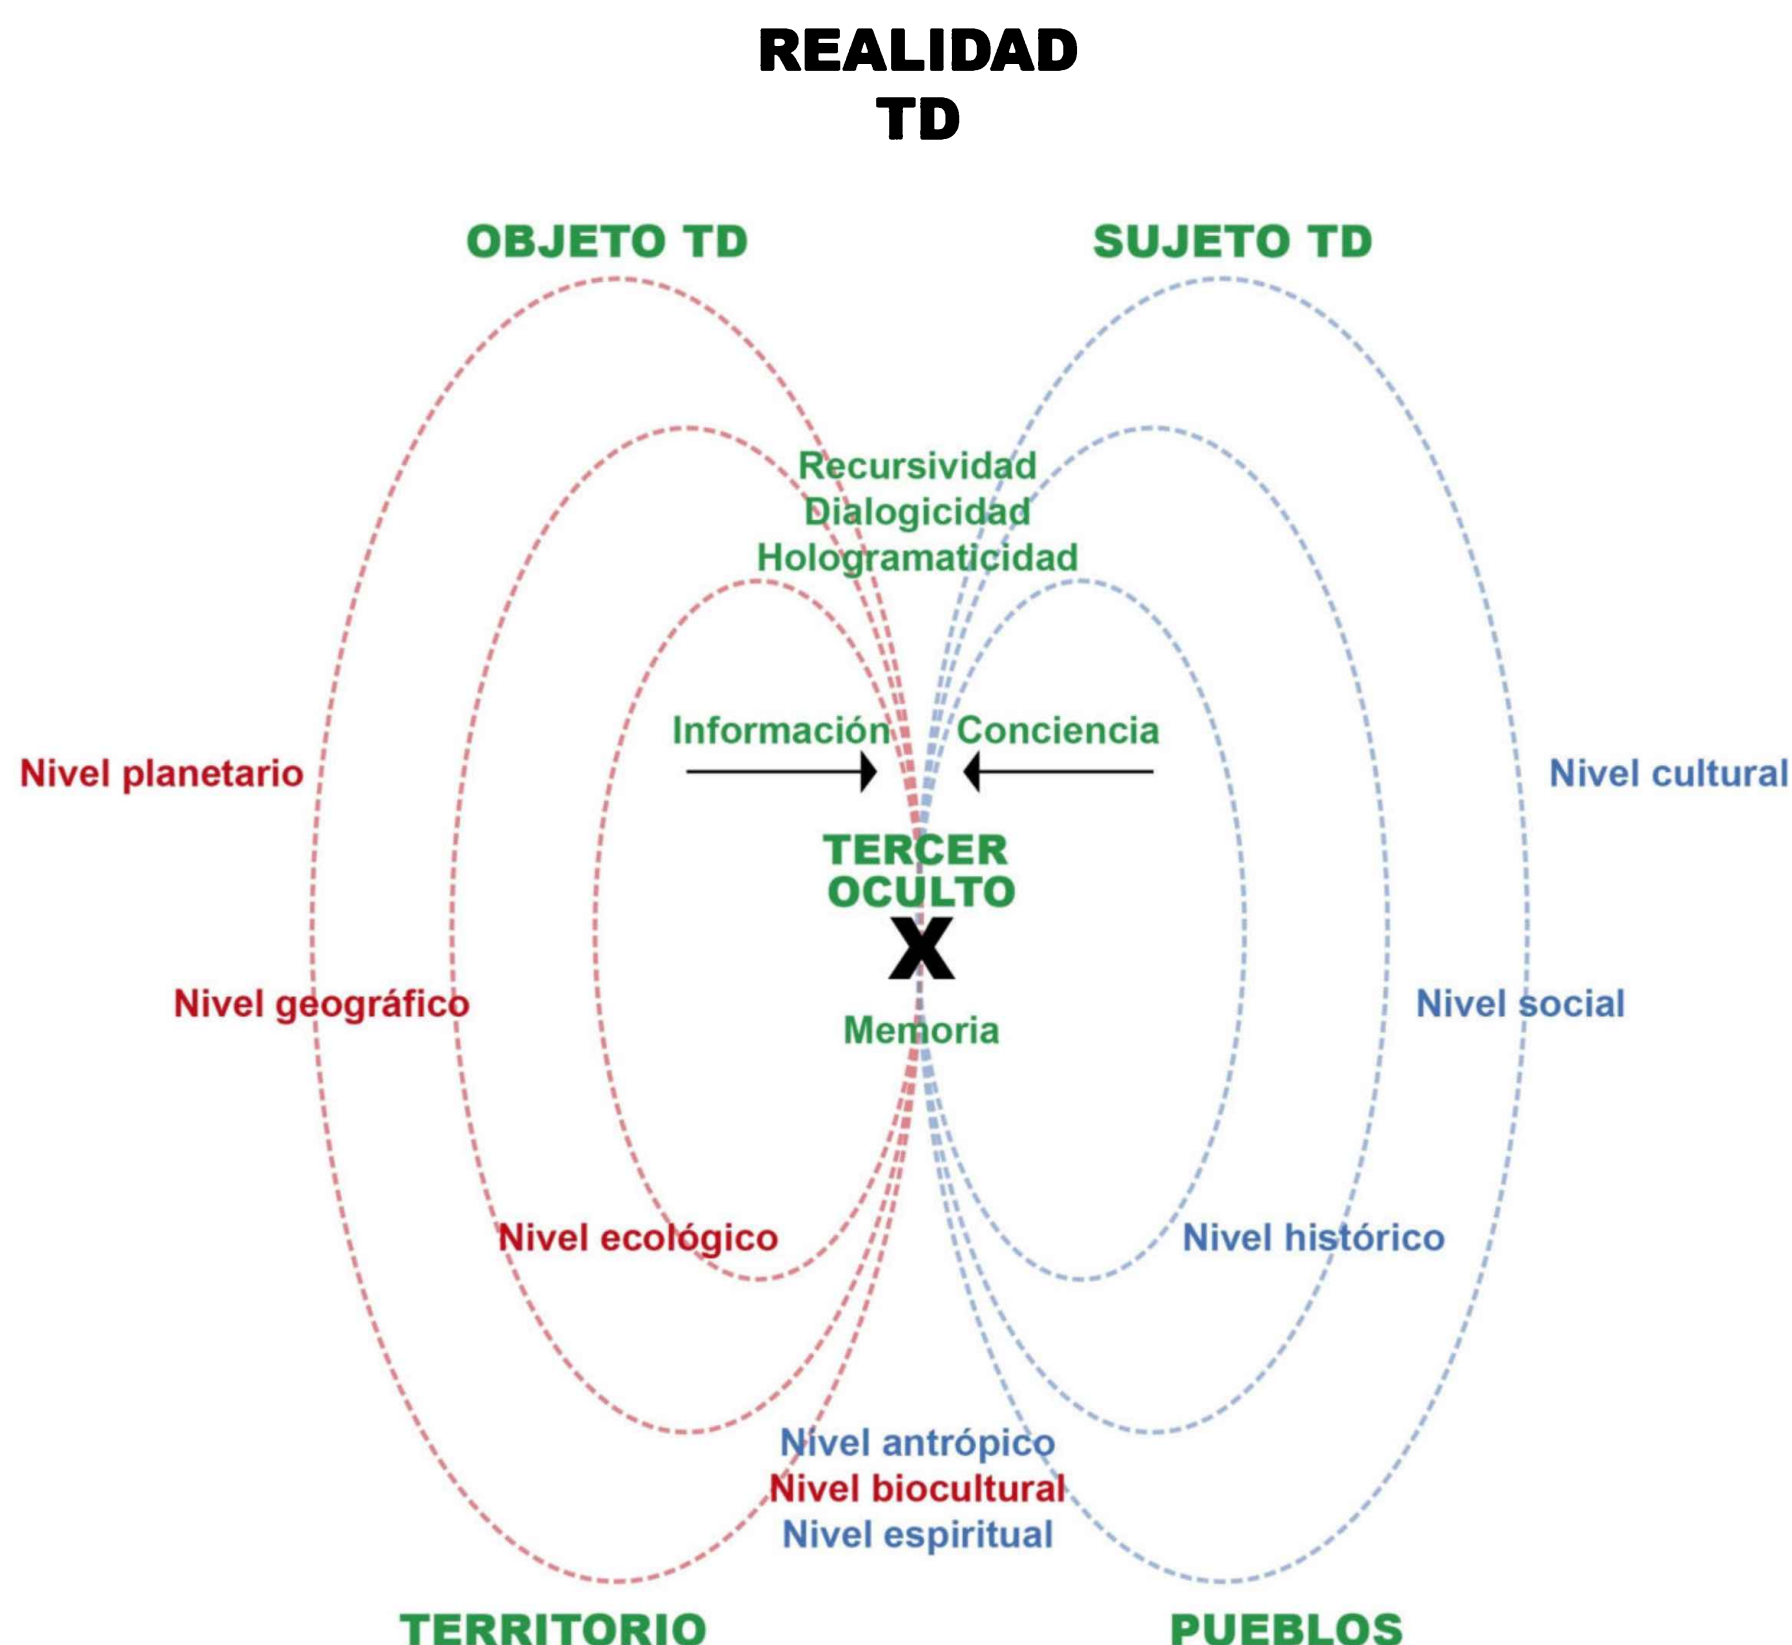 REALIDAD
TD
OBJETO TD
SUJETO TD
Recursividad
Dialogicidad
Hologramaticidad
Información
Conciencia
Nivel planetario
Nivel cultural
TERCER
OCULTO
X
Nivel geográfico
Nivel social
Memoria
Nivel ecológico
Nivel histórico
Nivel antrópico
Nivel biocultural
Nivel espiritual
TERRITORIO
PUEBLOS